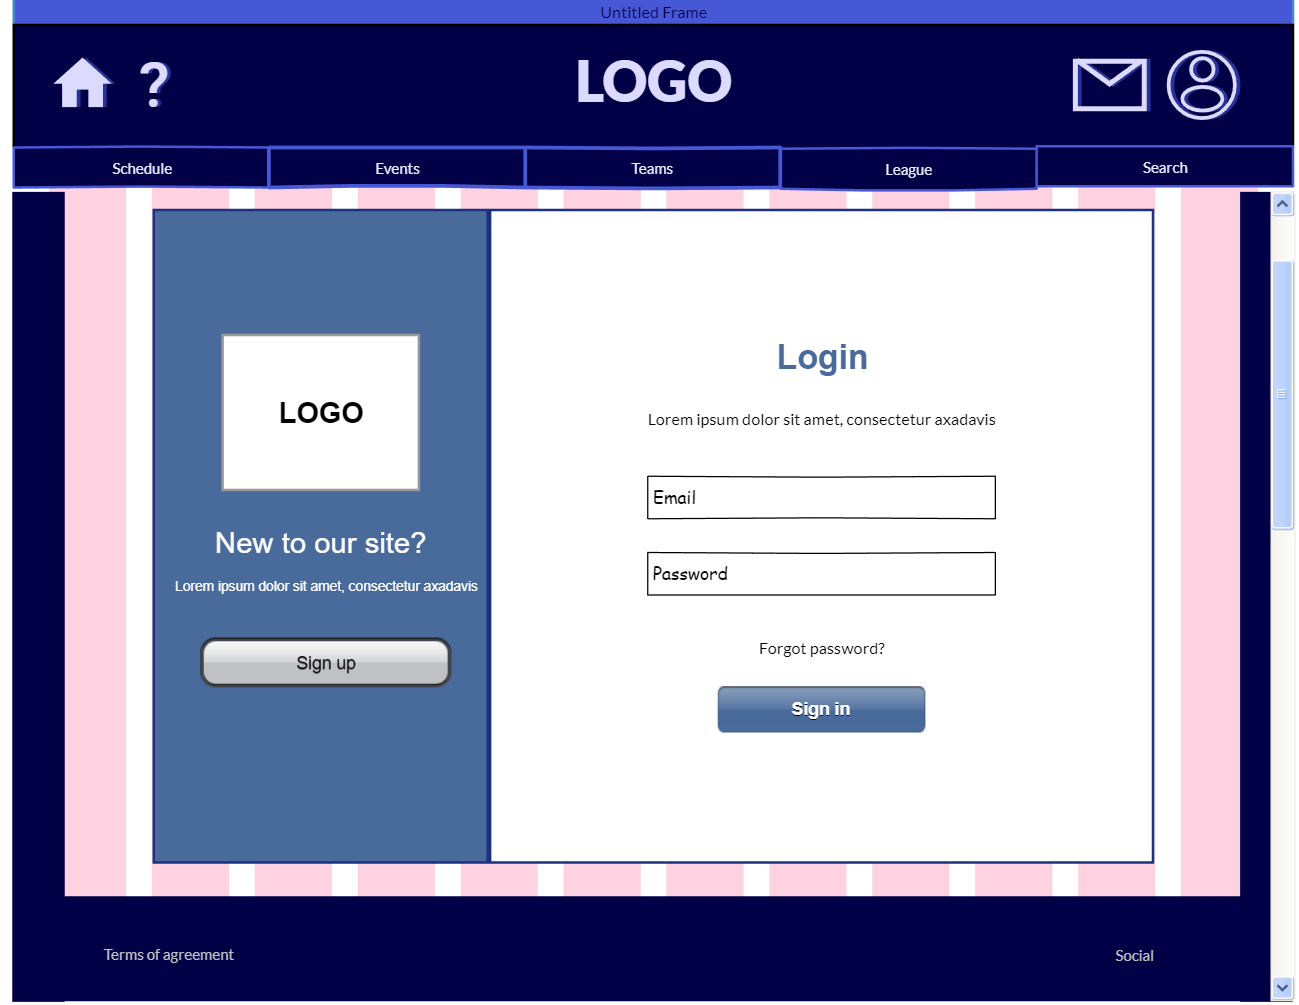 Untitled Frame
?
LOGO
Schedule
Events
Teams
League
Search
LOGO
New to our site?
Lorem ipsum dolor sit amet, consectetur axadavis
Sign up
Login
Lorem ipsum dolor sit amet, consectetur axadavis
Email
Password
Forgot password?
Sign in
Terms of agreement
Social